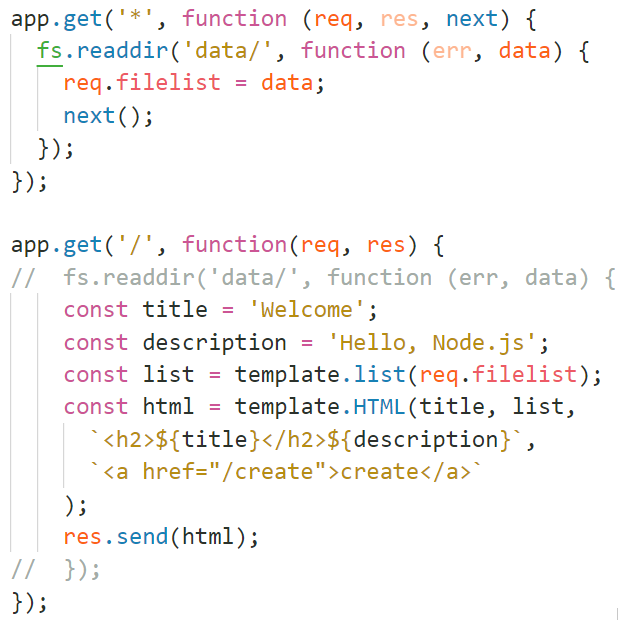 app.get('*', function (req, res, next) {
  fs.readdir('data/', function (err, data) {
    req.filelist = data;
    next();
  });
});

app.get('/', function(req, res) {
//  fs.readdir('data/', function (err, data) {
    const title = 'Welcome';
    const description = 'Hello, Node.js';
    const list = template.list(req.filelist);
    const html = template.HTML(title, list,
      `<h2>${title}</h2>${description}`,
      `<a href="/create">create</a>`
    );
    res.send(html);
//  });
});